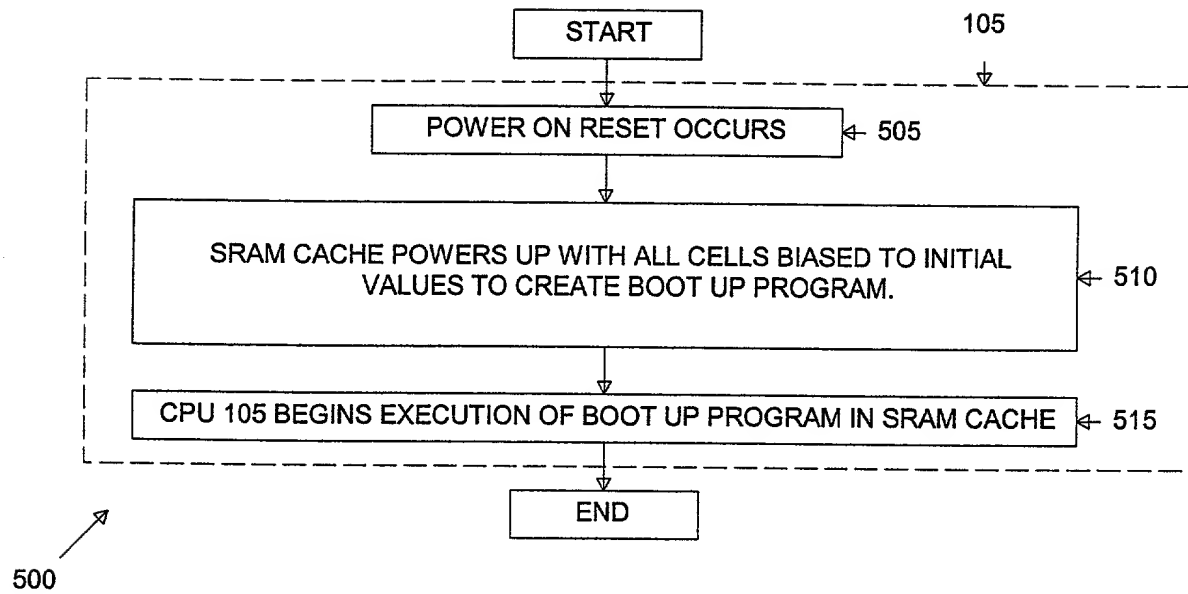 START
105
POWER ON RESET OCCURS
505
SRAM CACHE POWERS UP WITH ALL CELLS BIASED TO INITIAL
VALUES TO CREATE BOOT UP PROGRAM.
510
CPU 105 BEGINS EXECUTION OF BOOT UP PROGRAM IN SRAM CACHE
515
END
500